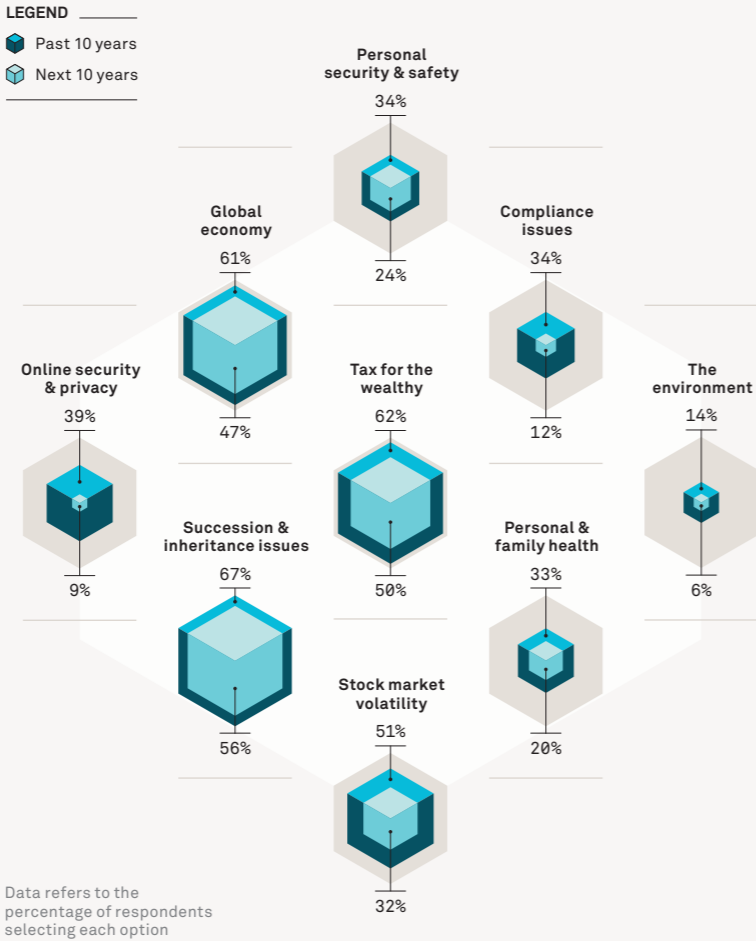 LEGEND
Past 10 years
Next 10 years
Personal
security & safety
34%
24%
Global
economy
61%
47%
Compliance
issues
34%
12%
Online security
& privacy
39%
9%
Tax for the
wealthy
62%
50%
The
environment
14%
6%
Succession &
inheritance issues
67%
56%
Personal &
family health
33%
20%
Stock market
volatility
51%
32%
Data refers to the
percentage of respondents
selecting each option